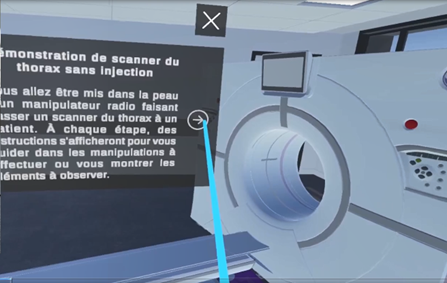 émonstration de scanner du
thorax sans injection
ous allez être mis dans la peau
un manipulateur radio faisant
asser un scanner du thorax à un
atient. À chaque étape, des
structions s'afficheront pour vous
uider dans les manipulations à
ffectuer ou vous montrer les
léments à observer.